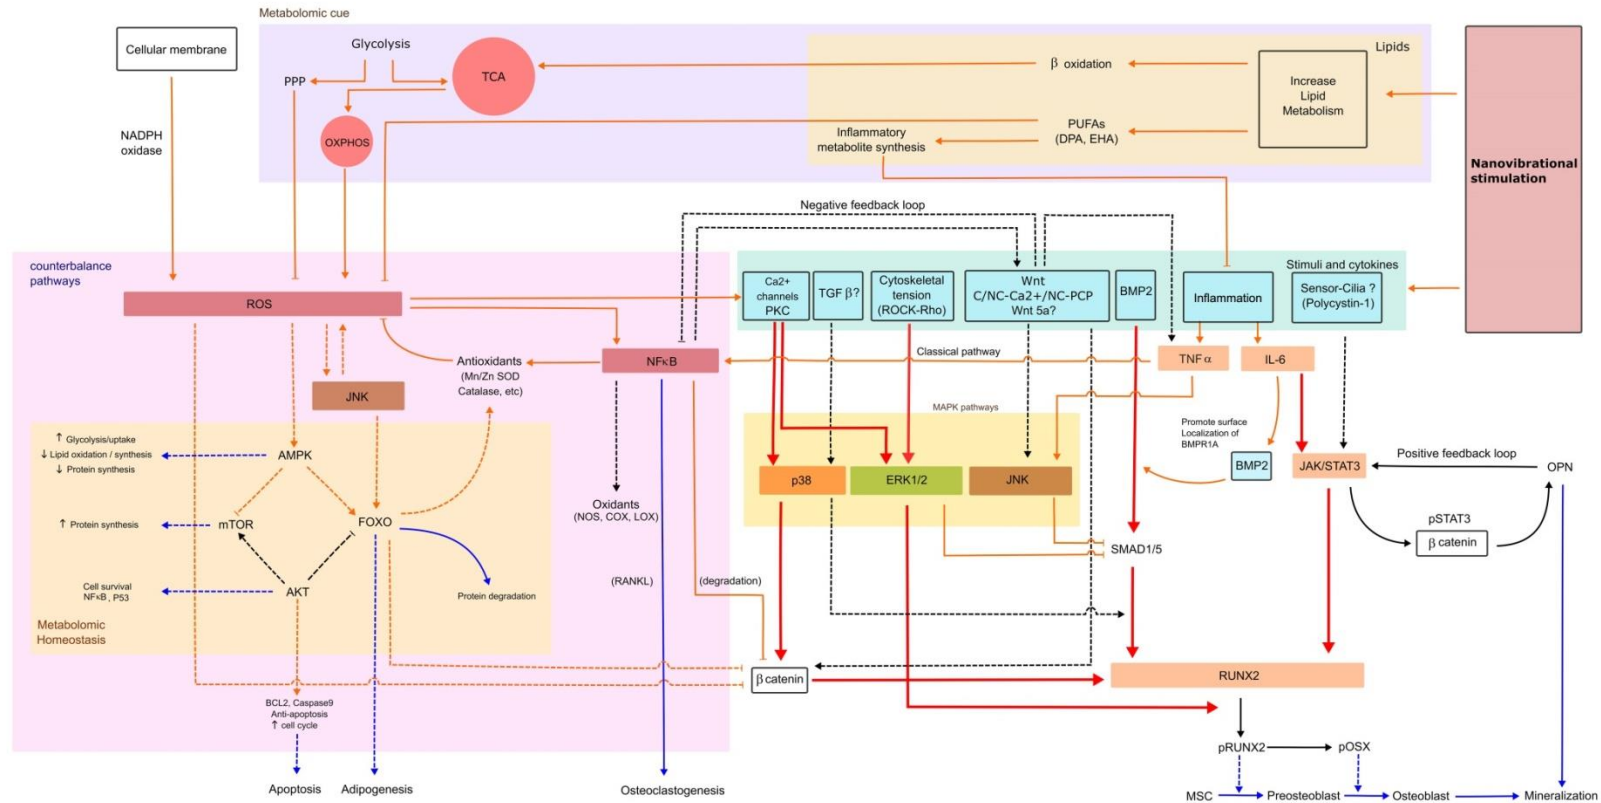 Metabolomic cue
Cellular membrane
Glycolysis
TCA
PPP
OXPHOS
NADPH
oxidase
β oxidation
Lipids
Increase
Lipid
Metabolism
PUFAs
(DPA, EHA)
Inflammatory
metabolite synthesis
Nanovibrational
stimulation
Negative feedback loop
counterbalance
pathways
ROS
Stimuli and cytokines
Ca2+
channels
PKC
TGF β?
Cytoskeletal
tension
(ROCK-Rho)
Wnt
C/NC-Ca2+/NC-PCP
Wnt 5a?
BMP2
Inflammation
Sensor-Cilia ?
(Polycystin-1)
Antioxidants
(Mn/Zn SOD
Catalase, etc)
NFκB
Classical pathway
TNF α
IL-6
JNK
MAPK pathways
↑ Glycolysis/uptake
↓ Lipid oxidation / synthesis
↓ Protein synthesis
AMPK
Promote surface
Localization of
BMPR1A
BMP2
JAK/STAT3
Positive feedback loop
OPN
p38
ERK1/2
JNK
Oxidants
(NOS, COX, LOX)
↑ Protein synthesis
mTOR
FOXO
pSTAT3
β catenin
SMAD1/5
Cell survival
NFκB , P53
AKT
Protein degradation
(RANKL)
(degradation)
Metabolomic
Homeostasis
β catenin
RUNX2
BCL2, Caspase9
Anti-apoptosis
↑ cell cycle
pRUNX2
pOSX
Apoptosis
Adipogenesis
Osteoclastogenesis
MSC
Preosteoblast
Osteoblast
Mineralization